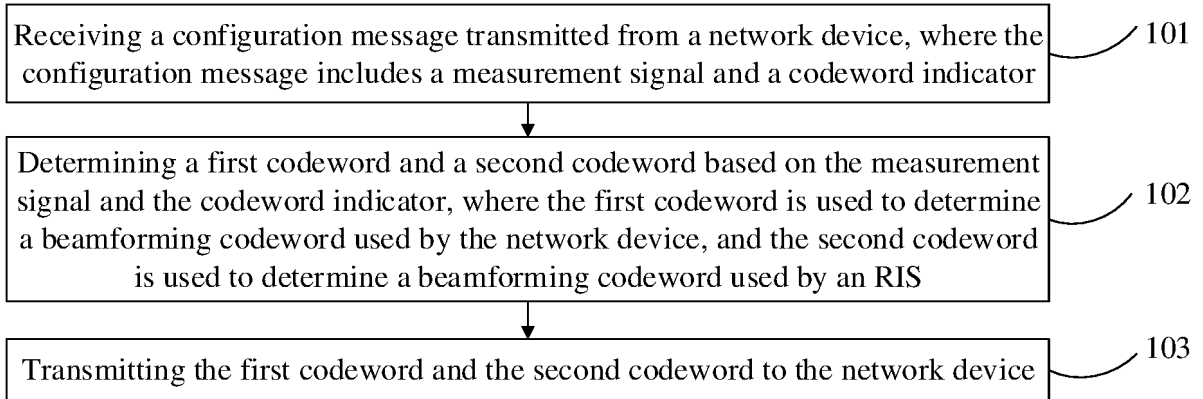 Receiving a configuration message transmitted from a network device, where the
configuration message includes a measurement signal and a codeword indicator
101
Determining a first codeword and a second codeword based on the measurement
signal and the codeword indicator, where the first codeword is used to determine
a beamforming codeword used by the network device, and the second codeword
is used to determine a beamforming codeword used by an RIS
102
Transmitting the first codeword and the second codeword to the network device
103